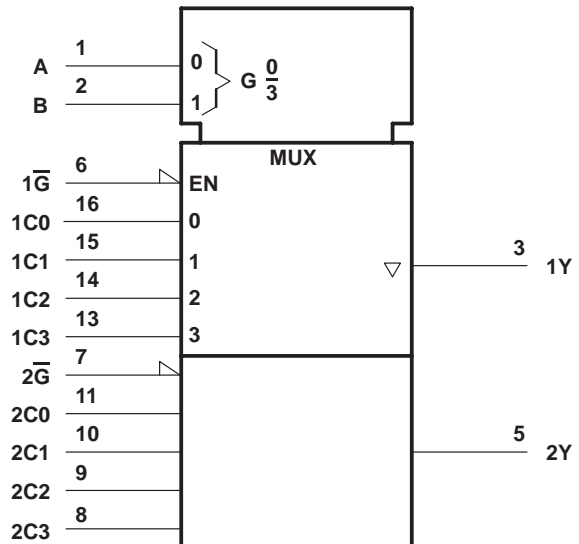 A 1 0
B 2 1
G 0/3
MUX
1G̅ 6 EN
1C0 16 0
1C1 15 1
1C2 14 2
1C3 13 3
3 1Y
2G̅ 7
2C0 11
2C1 10
2C2 9
2C3 8
5 2Y